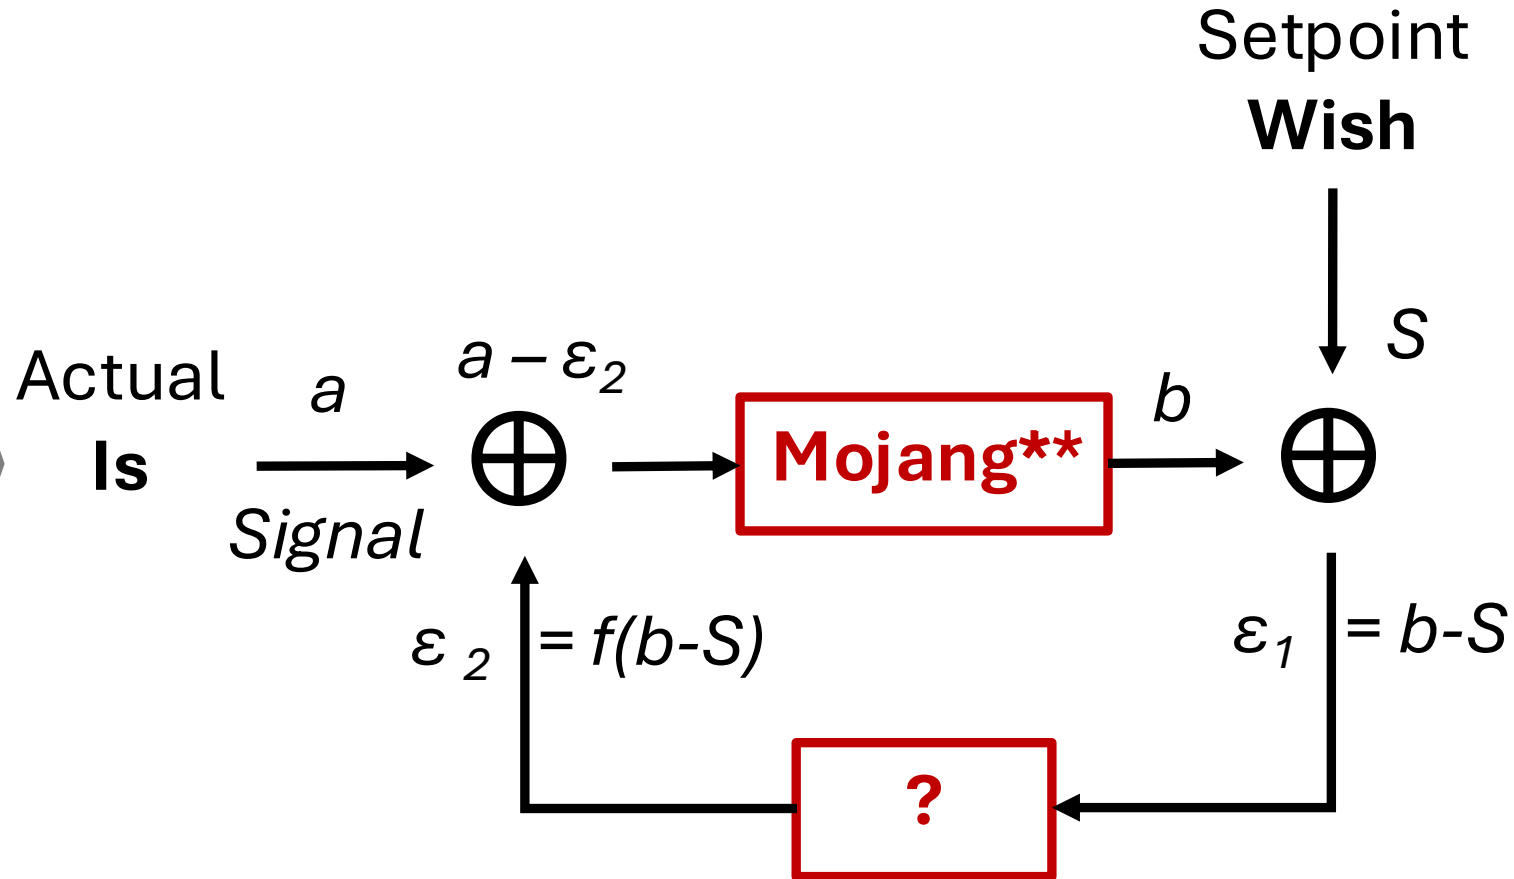 Setpoint
Wish
S
Actual
Is
a
Signal
a – ε2
Mojang**
b
ε 2 = f(b-S)
ε1 = b-S
?